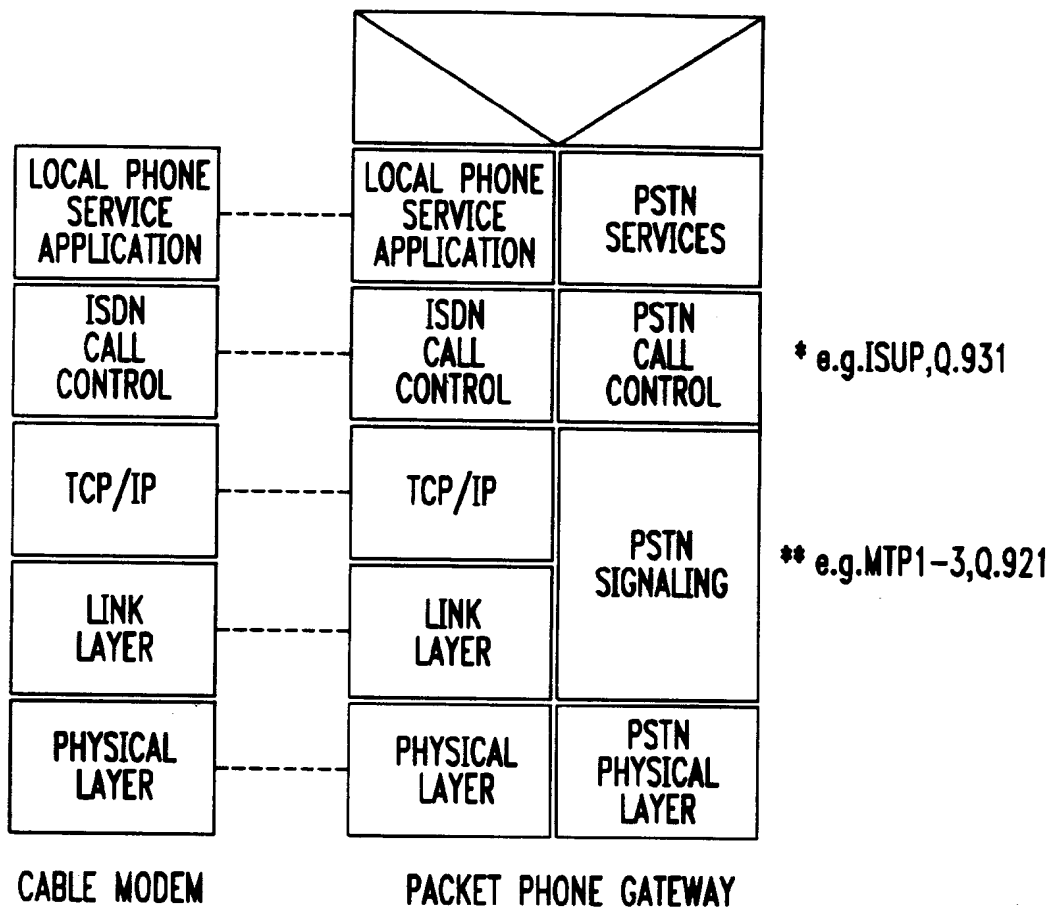 LOCAL PHONE
SERVICE
APPLICATION
LOCAL PHONE
SERVICE
APPLICATION
PSTN
SERVICES
ISDN
CALL
CONTROL
ISDN
CALL
CONTROL
PSTN
CALL
CONTROL
* e.g.ISUP,Q.931
TCP/IP
TCP/IP
PSTN
SIGNALING
** e.g.MTP1-3,Q.921
LINK
LAYER
LINK
LAYER
PHYSICAL
LAYER
PHYSICAL
LAYER
PSTN
PHYSICAL
LAYER
CABLE MODEM
PACKET PHONE GATEWAY